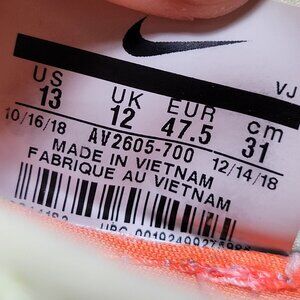 VJ
US UK EUR cm
13 12 47.5 31
10/16/18 AV2605-700 12/14/18
MADE IN VIETNAM
FABRIQUE AU VIETNAM
UPC